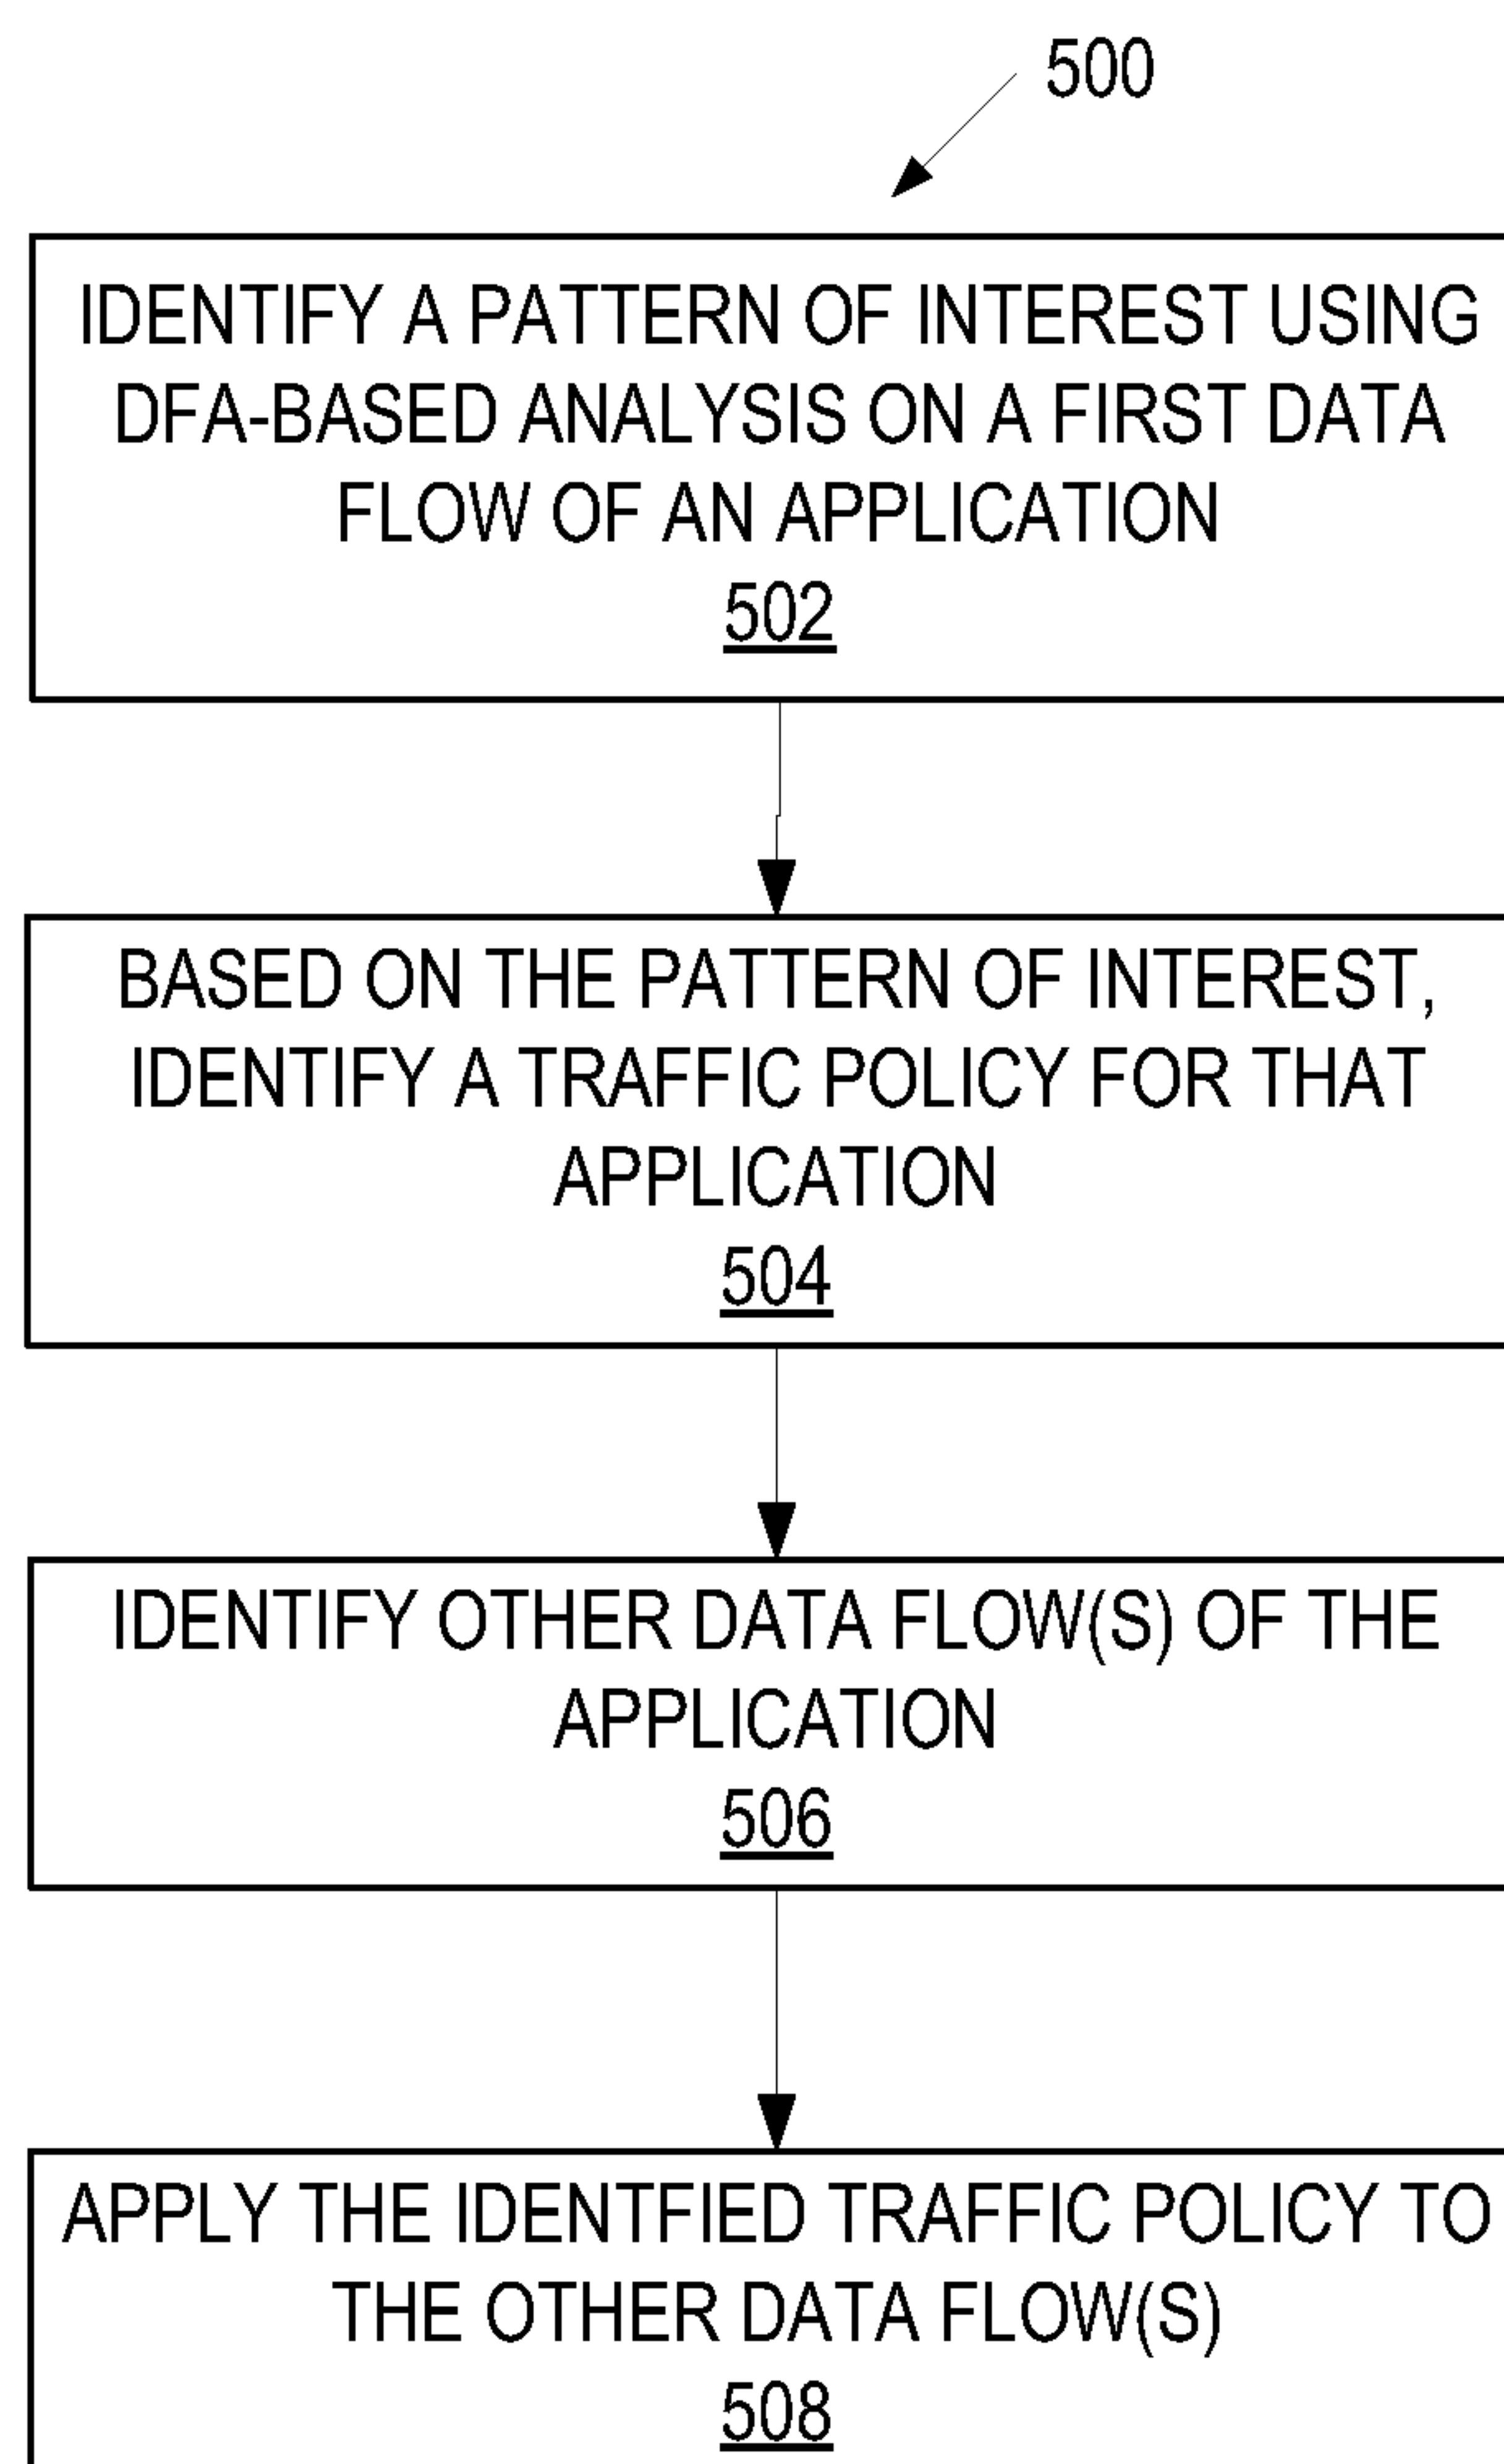 500
IDENTIFY A PATTERN OF INTEREST USING
DFA-BASED ANALYSIS ON A FIRST DATA
FLOW OF AN APPLICATION
502
BASED ON THE PATTERN OF INTEREST,
IDENTIFY A TRAFFIC POLICY FOR THAT
APPLICATION
504
IDENTIFY OTHER DATA FLOW(S) OF THE
APPLICATION
506
APPLY THE IDENTFIED TRAFFIC POLICY TO
THE OTHER DATA FLOW(S)
508